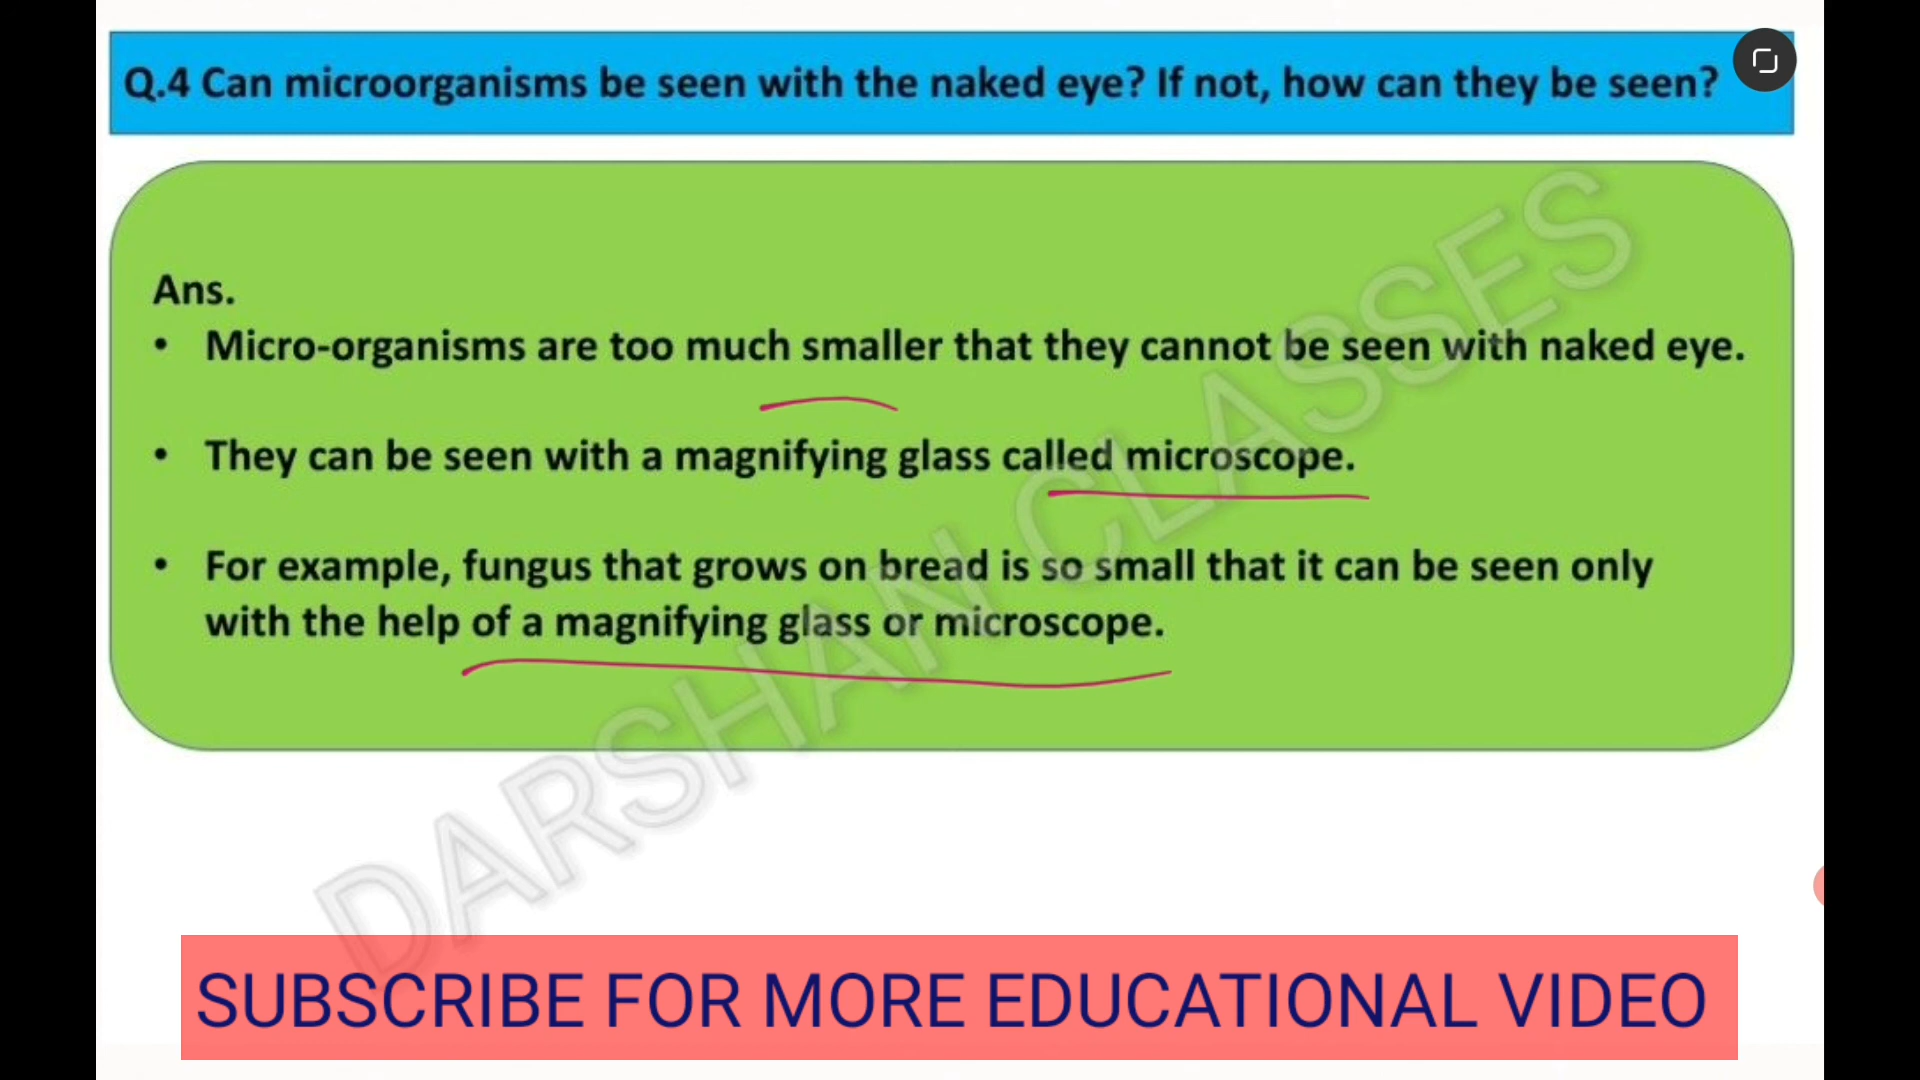 Q.4 Can microorganisms be seen with the naked eye? If not, how can they be seen?
Ans.
• Micro-organisms are too much smaller that they cannot be seen with naked eye.
• They can be seen with a magnifying glass called microscope.
• For example, fungus that grows on bread is so small that it can be seen only
with the help of a magnifying glass or microscope.
DARSHAN CLASSES
SUBSCRIBE FOR MORE EDUCATIONAL VIDEO